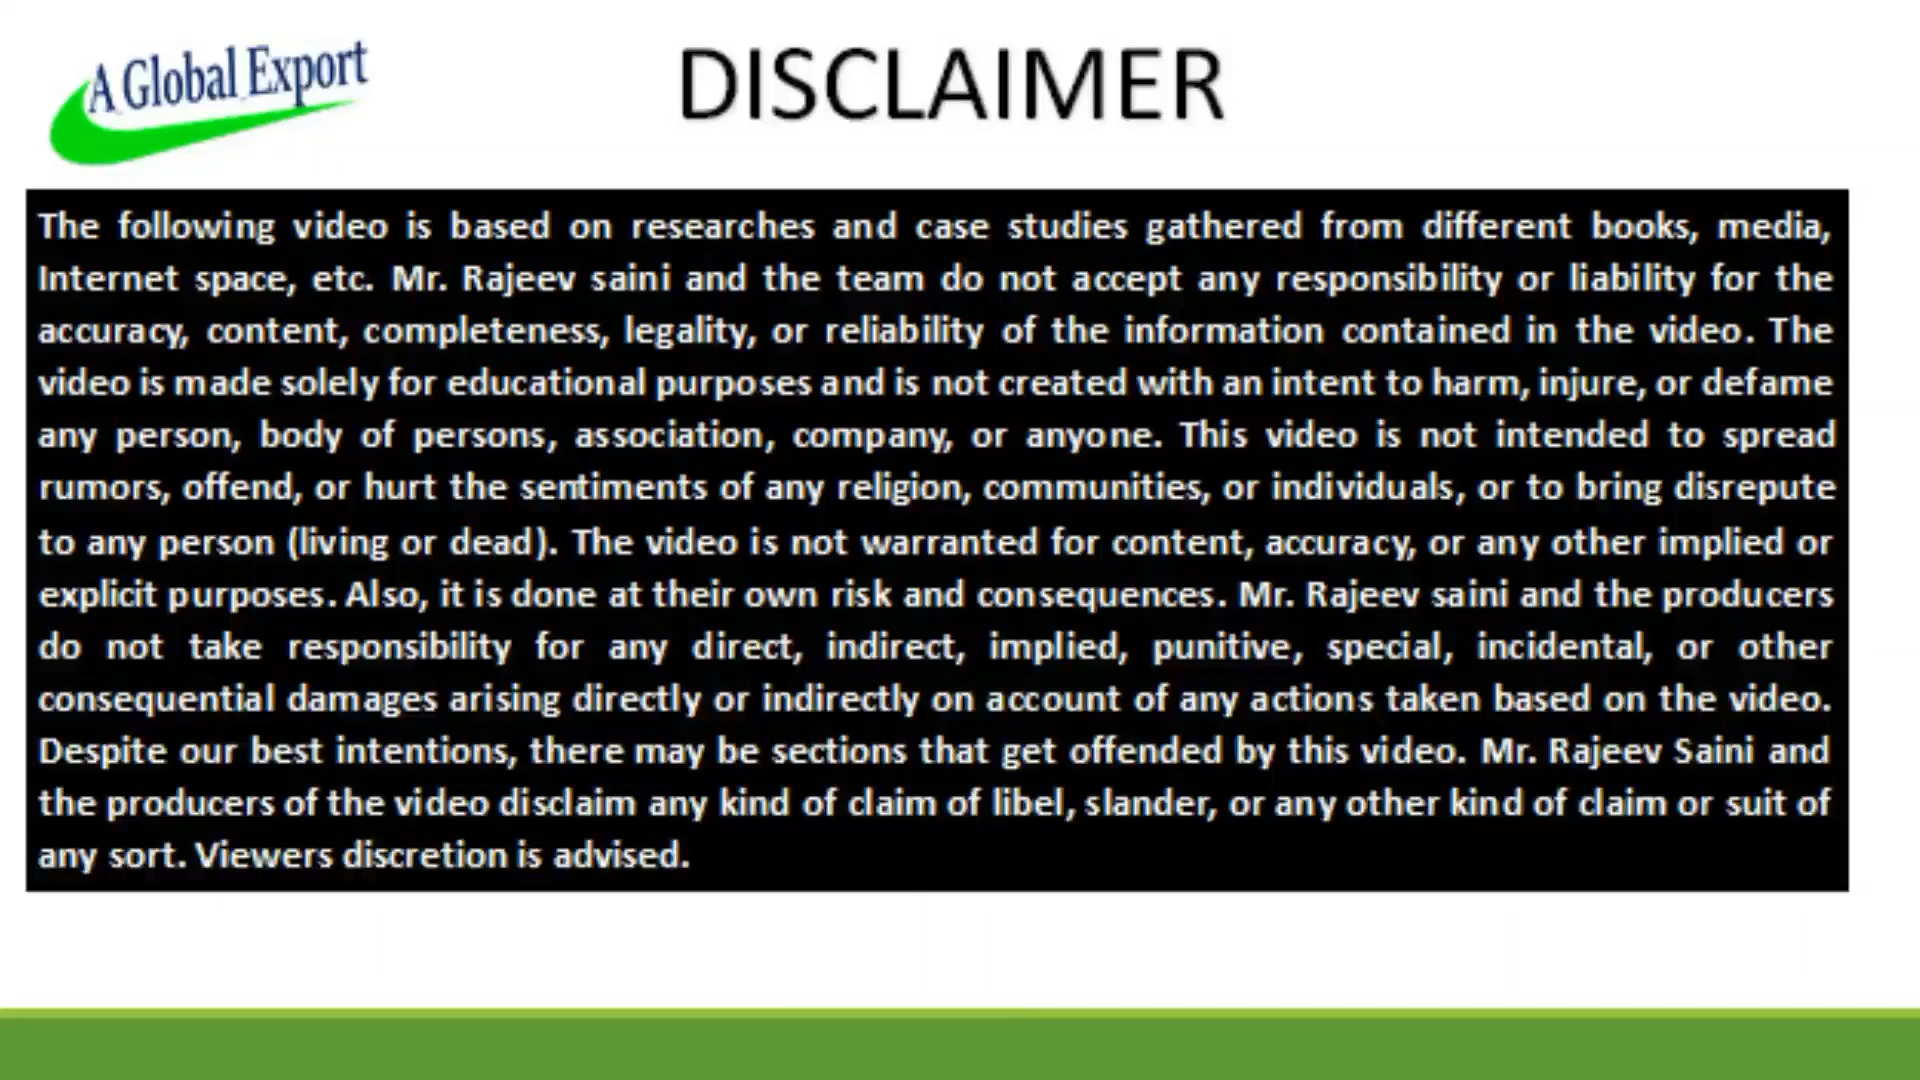 A Global Export
DISCLAIMER
The following video is based on researches and case studies gathered from different books, media,
Internet space, etc. Mr. Rajeev saini and the team do not accept any responsibility or liability for the
accuracy, content, completeness, legality, or reliability of the information contained in the video. The
video is made solely for educational purposes and is not created with an intent to harm, injure, or defame
any person, body of persons, association, company, or anyone. This video is not intended to spread
rumors, offend, or hurt the sentiments of any religion, communities, or individuals, or to bring disrepute
to any person (living or dead). The video is not warranted for content, accuracy, or any other implied or
explicit purposes. Also, it is done at their own risk and consequences. Mr. Rajeev saini and the producers
do not take responsibility for any direct, indirect, implied, punitive, special, incidental, or other
consequential damages arising directly or indirectly on account of any actions taken based on the video.
Despite our best intentions, there may be sections that get offended by this video. Mr. Rajeev Saini and
the producers of the video disclaim any kind of claim of libel, slander, or any other kind of claim or suit of
any sort. Viewers discretion is advised.